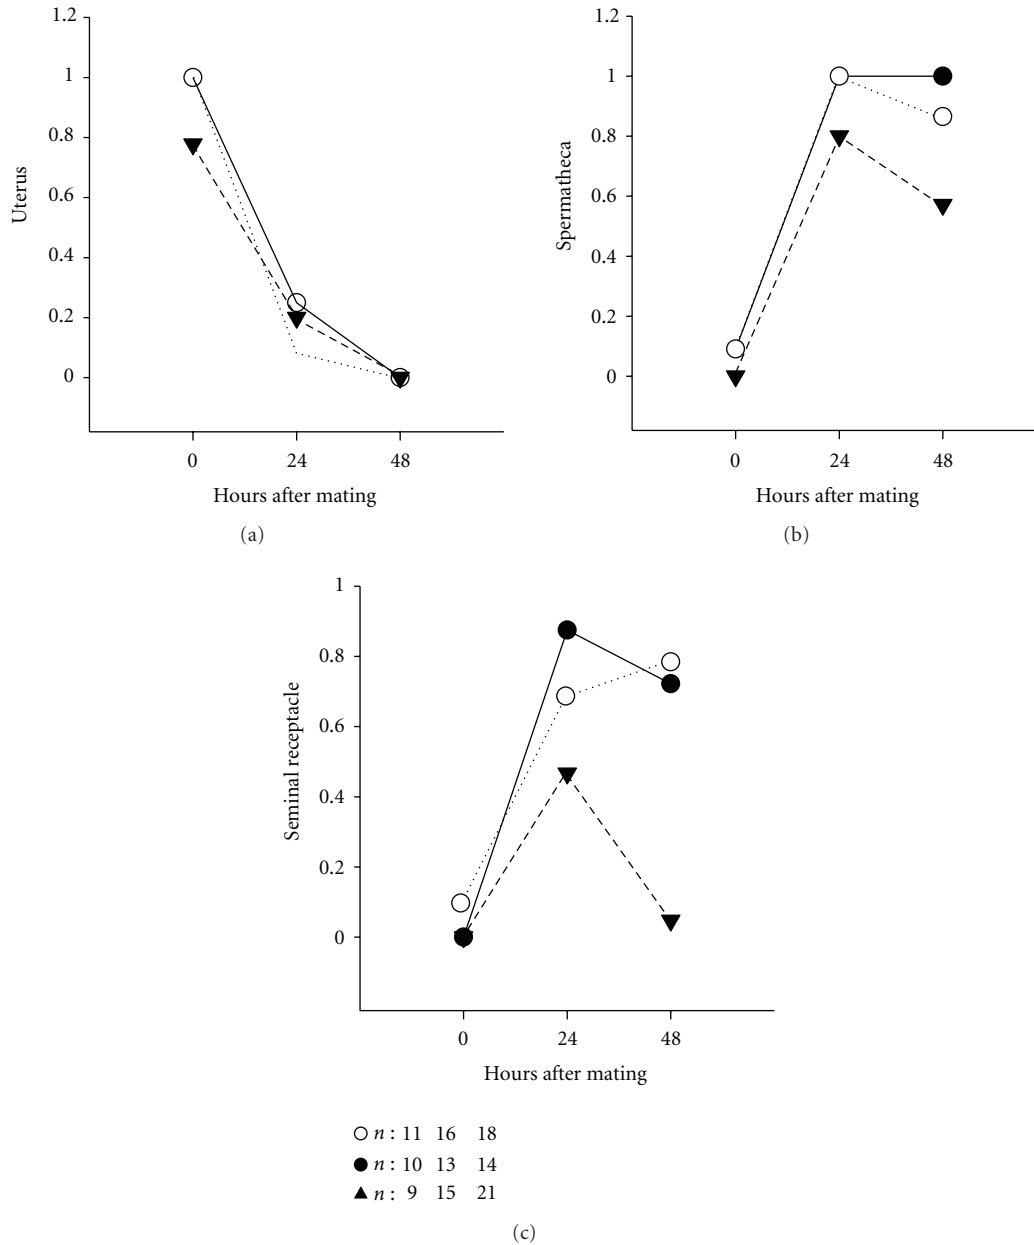 1.2
1
0.8
0.6
0.4
0.2
0
Uterus
0 24 48
Hours after mating
(a)
1.2
1
0.8
0.6
0.4
0.2
0
Spermatheca
0 24 48
Hours after mating
(b)
1
0.8
0.6
0.4
0.2
0
Seminal receptacle
0 24 48
Hours after mating
n: 11 16 18
n: 10 13 14
n: 9 15 21
(c)